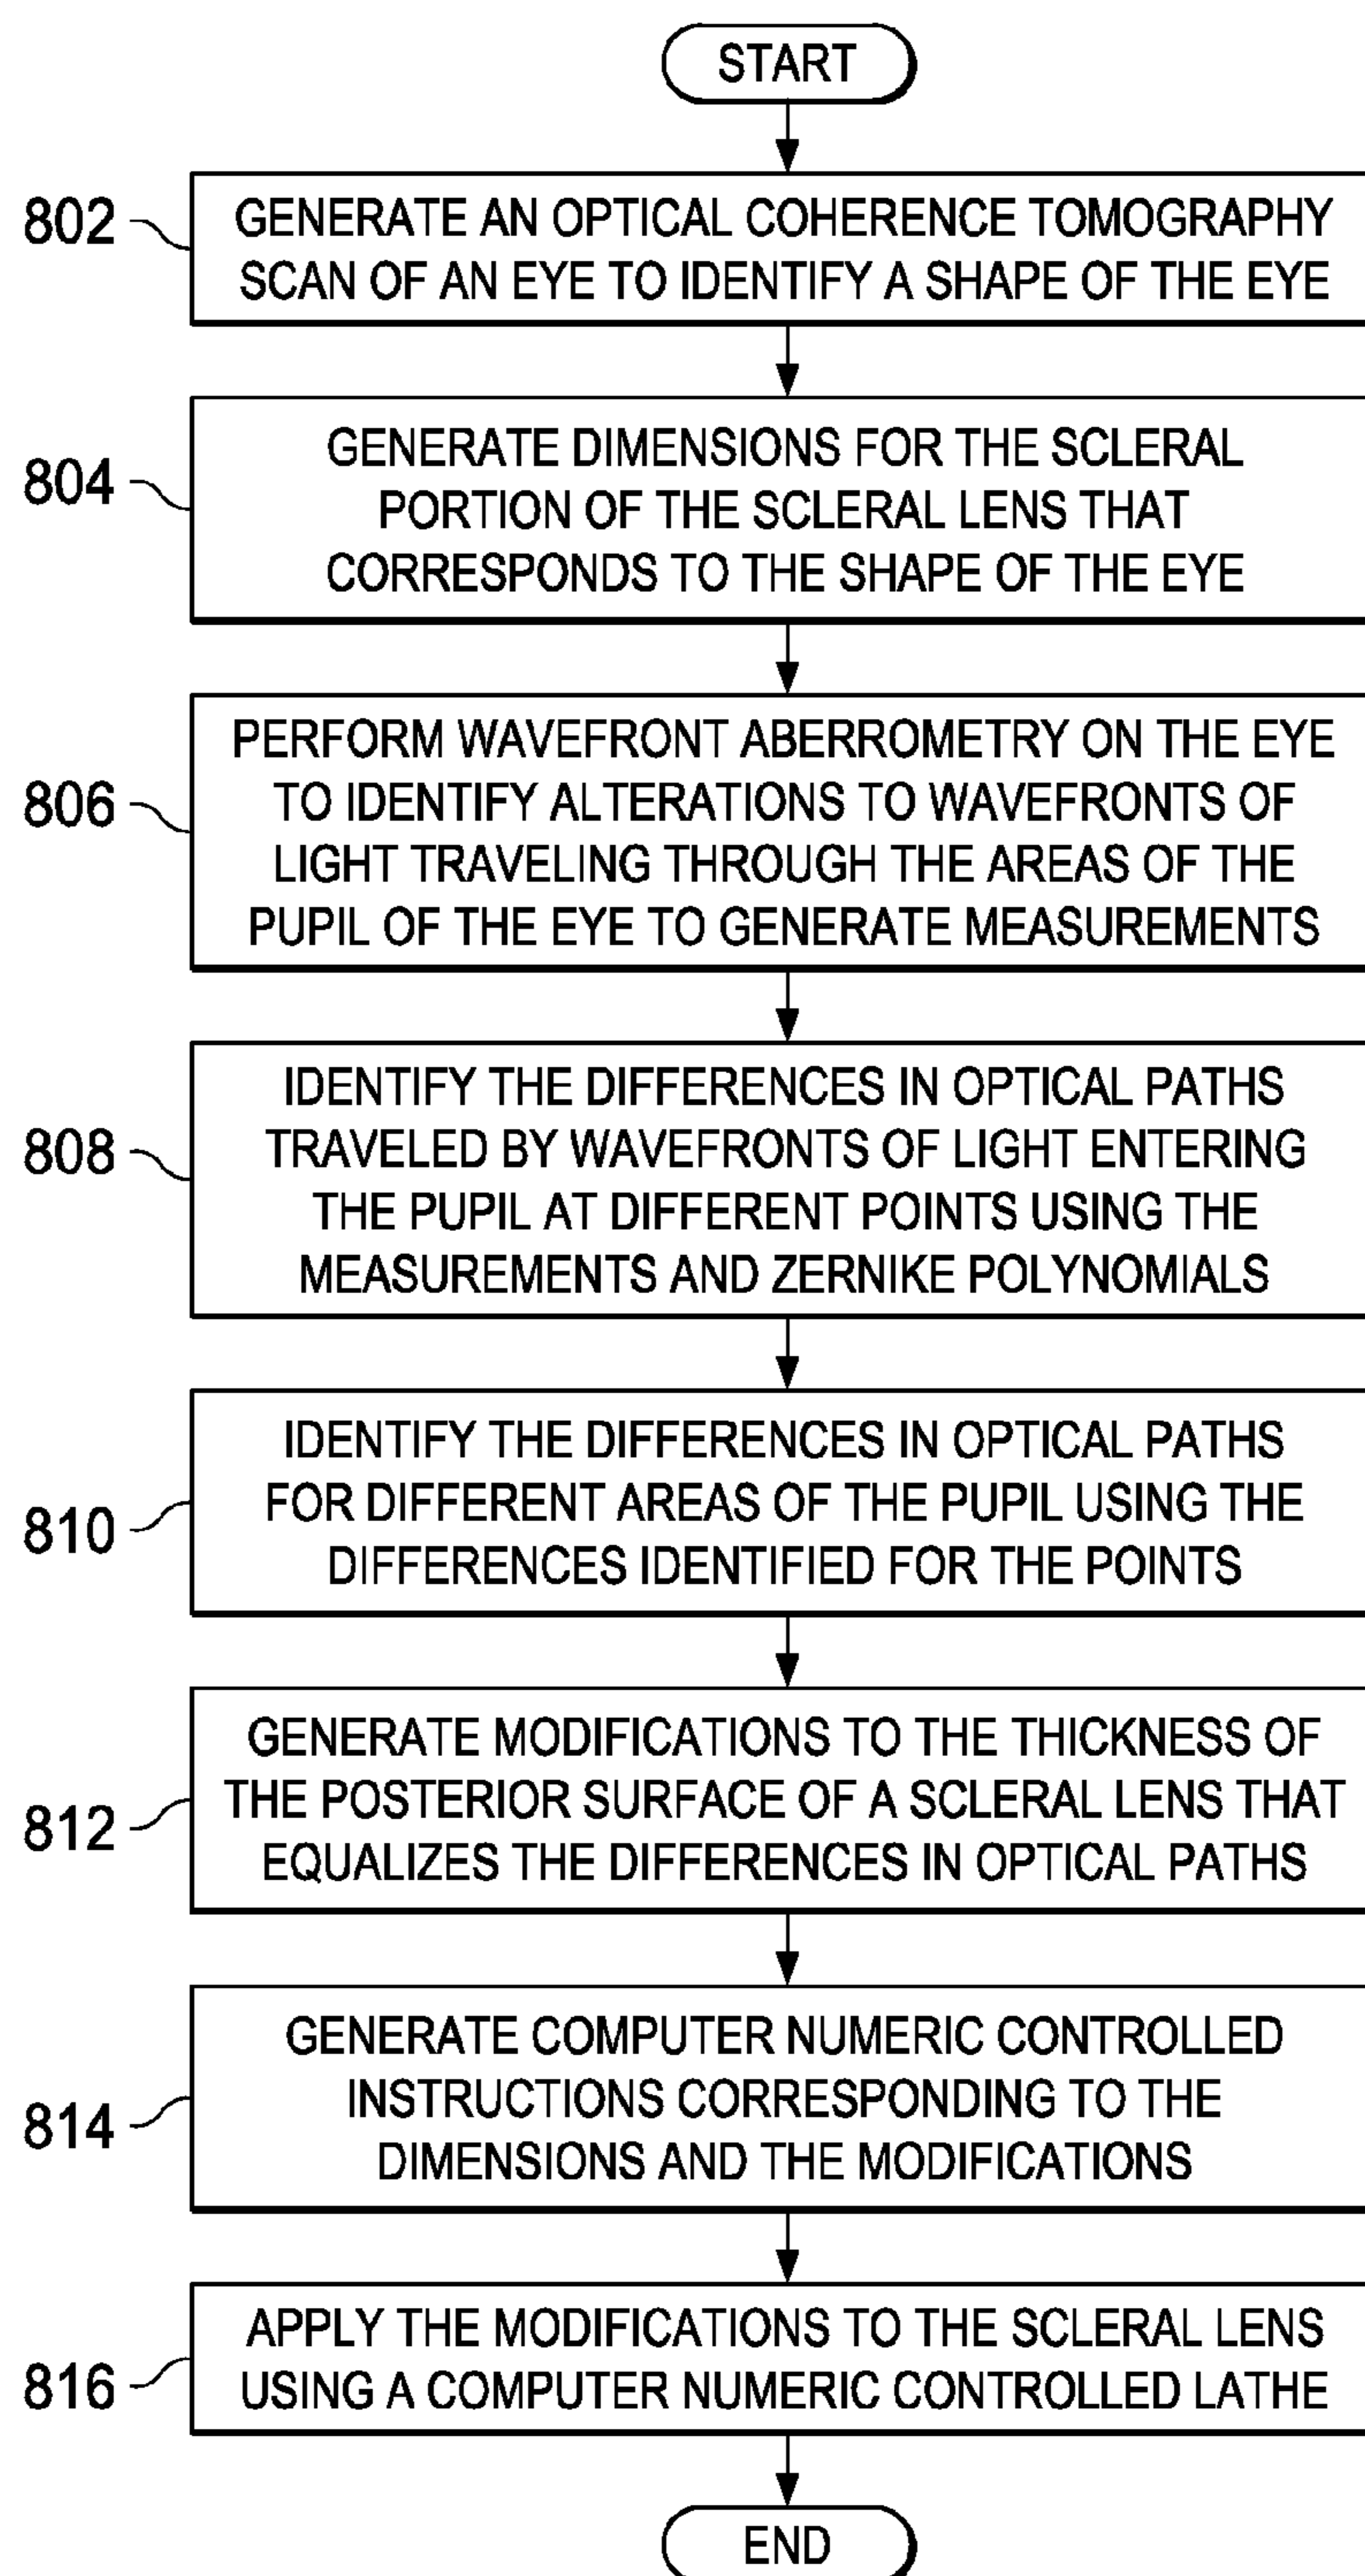 START
802
GENERATE AN OPTICAL COHERENCE TOMOGRAPHY
SCAN OF AN EYE TO IDENTIFY A SHAPE OF THE EYE
804
GENERATE DIMENSIONS FOR THE SCLERAL
PORTION OF THE SCLERAL LENS THAT
CORRESPONDS TO THE SHAPE OF THE EYE
806
PERFORM WAVEFRONT ABERROMETRY ON THE EYE
TO IDENTIFY ALTERATIONS TO WAVEFRONTS OF
LIGHT TRAVELING THROUGH THE AREAS OF THE
PUPIL OF THE EYE TO GENERATE MEASUREMENTS
808
IDENTIFY THE DIFFERENCES IN OPTICAL PATHS
TRAVELED BY WAVEFRONTS OF LIGHT ENTERING
THE PUPIL AT DIFFERENT POINTS USING THE
MEASUREMENTS AND ZERNIKE POLYNOMIALS
810
IDENTIFY THE DIFFERENCES IN OPTICAL PATHS
FOR DIFFERENT AREAS OF THE PUPIL USING THE
DIFFERENCES IDENTIFIED FOR THE POINTS
812
GENERATE MODIFICATIONS TO THE THICKNESS OF
THE POSTERIOR SURFACE OF A SCLERAL LENS THAT
EQUALIZES THE DIFFERENCES IN OPTICAL PATHS
814
GENERATE COMPUTER NUMERIC CONTROLLED
INSTRUCTIONS CORRESPONDING TO THE
DIMENSIONS AND THE MODIFICATIONS
816
APPLY THE MODIFICATIONS TO THE SCLERAL LENS
USING A COMPUTER NUMERIC CONTROLLED LATHE
END